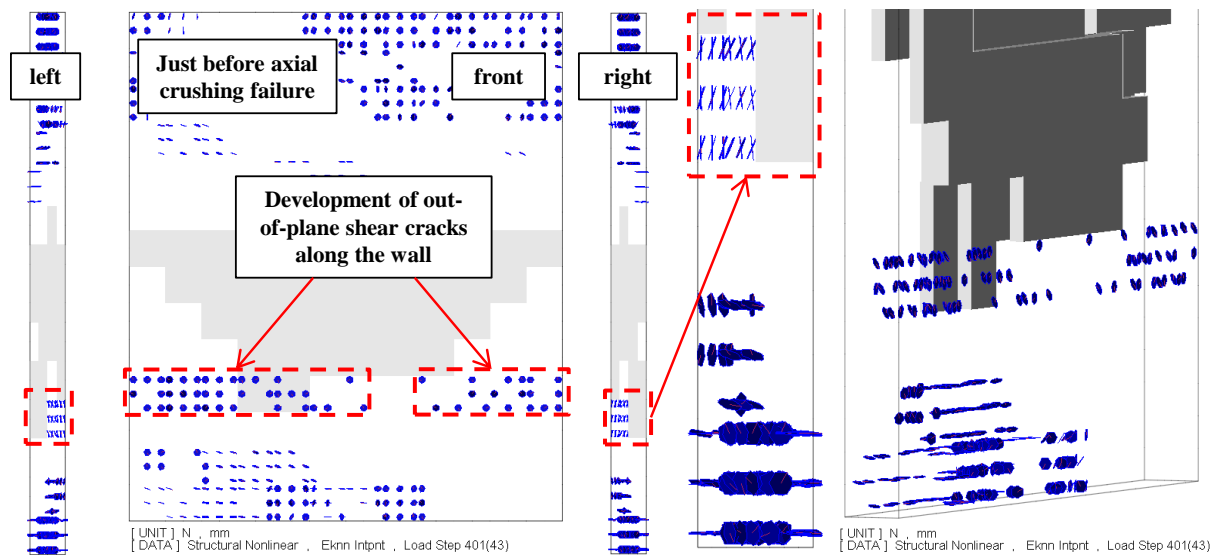 left
Just before axial
crushing failure
front
right
Development of out-
of-plane shear cracks
along the wall
[ UNIT ] N , mm
[ DATA ] Structural Nonlinear , Eknn Intpnt , Load Step 401(43)
[ UNIT ] N , mm
[ DATA ] Structural Nonlinear , Eknn Intpnt , Load Step 401(43)